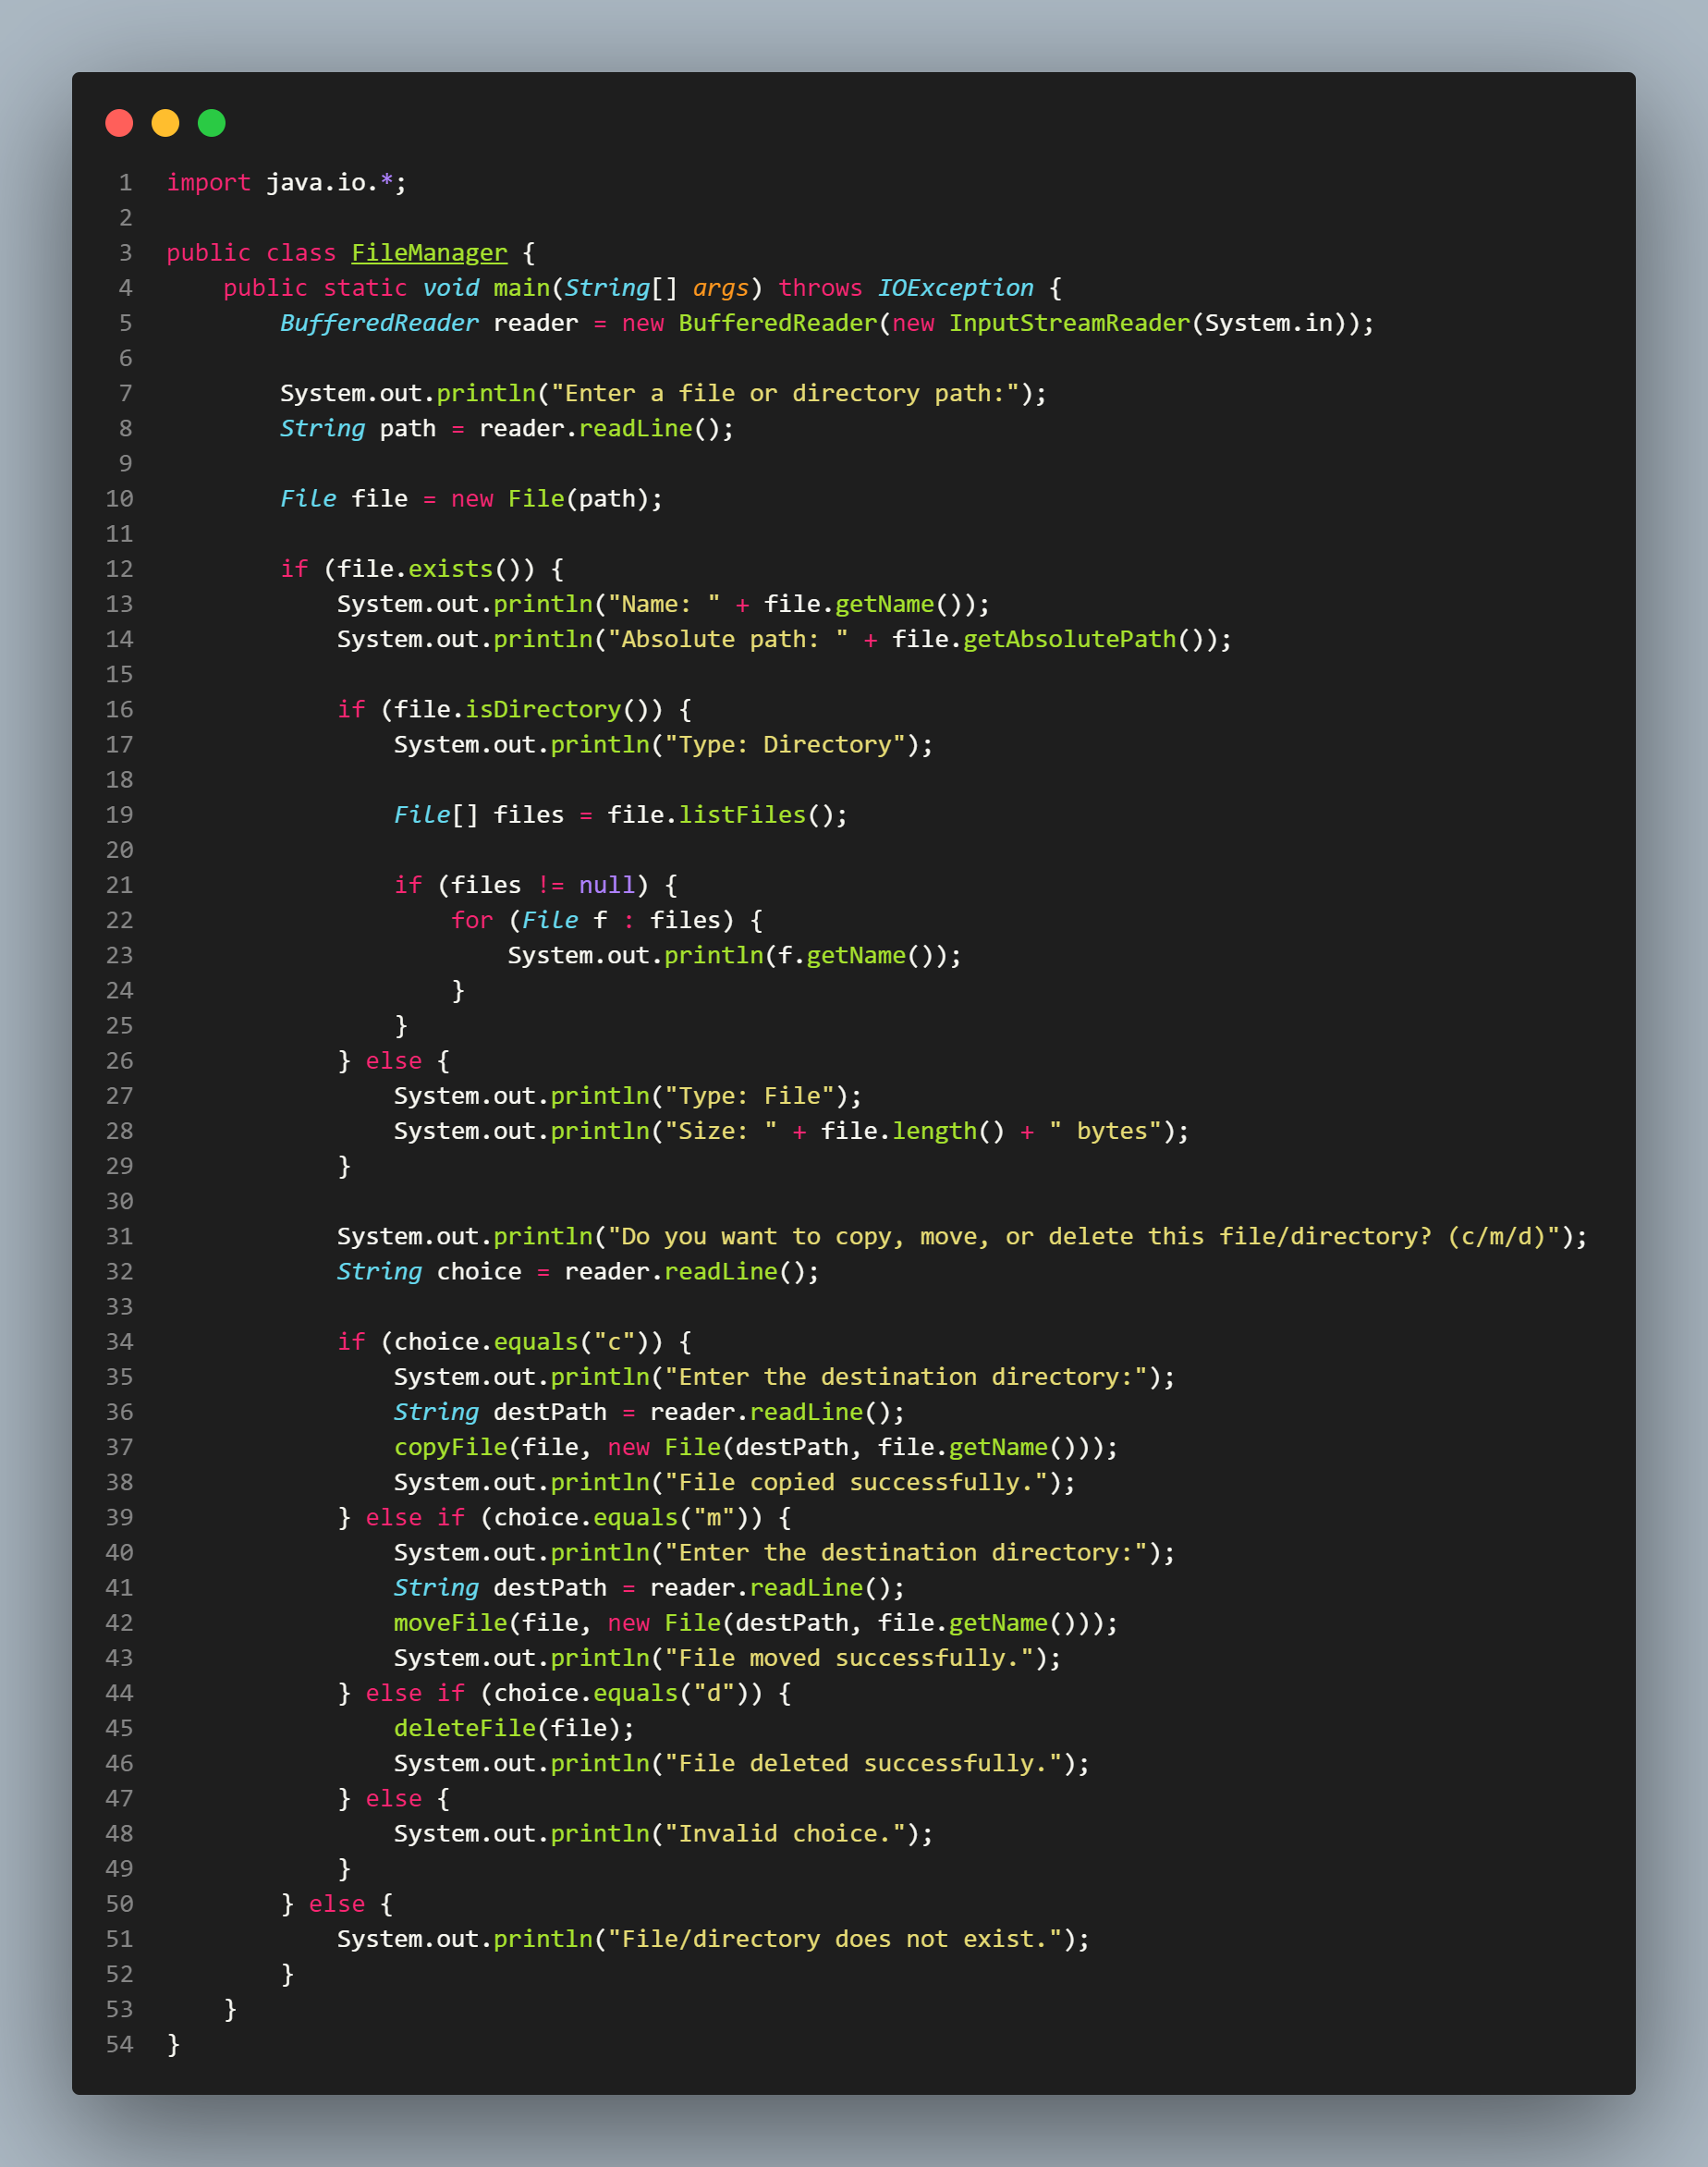 1 import java.io.*;
2
3 public class FileManager {
4     public static void main(String[] args) throws IOException {
5         BufferedReader reader = new BufferedReader(new InputStreamReader(System.in));
6
7         System.out.println("Enter a file or directory path:");
8         String path = reader.readLine();
9
10         File file = new File(path);
11
12         if (file.exists()) {
13             System.out.println("Name: " + file.getName());
14             System.out.println("Absolute path: " + file.getAbsolutePath());
15
16             if (file.isDirectory()) {
17                 System.out.println("Type: Directory");
18
19                 File[] files = file.listFiles();
20
21                 if (files != null) {
22                     for (File f : files) {
23                         System.out.println(f.getName());
24                     }
25                 }
26             } else {
27                 System.out.println("Type: File");
28                 System.out.println("Size: " + file.length() + " bytes");
29             }
30
31             System.out.println("Do you want to copy, move, or delete this file/directory? (c/m/d)");
32             String choice = reader.readLine();
33
34             if (choice.equals("c")) {
35                 System.out.println("Enter the destination directory:");
36                 String destPath = reader.readLine();
37                 copyFile(file, new File(destPath, file.getName()));
38                 System.out.println("File copied successfully.");
39             } else if (choice.equals("m")) {
40                 System.out.println("Enter the destination directory:");
41                 String destPath = reader.readLine();
42                 moveFile(file, new File(destPath, file.getName()));
43                 System.out.println("File moved successfully.");
44             } else if (choice.equals("d")) {
45                 deleteFile(file);
46                 System.out.println("File deleted successfully.");
47             } else {
48                 System.out.println("Invalid choice.");
49             }
50         } else {
51             System.out.println("File/directory does not exist.");
52         }
53     }
54 }